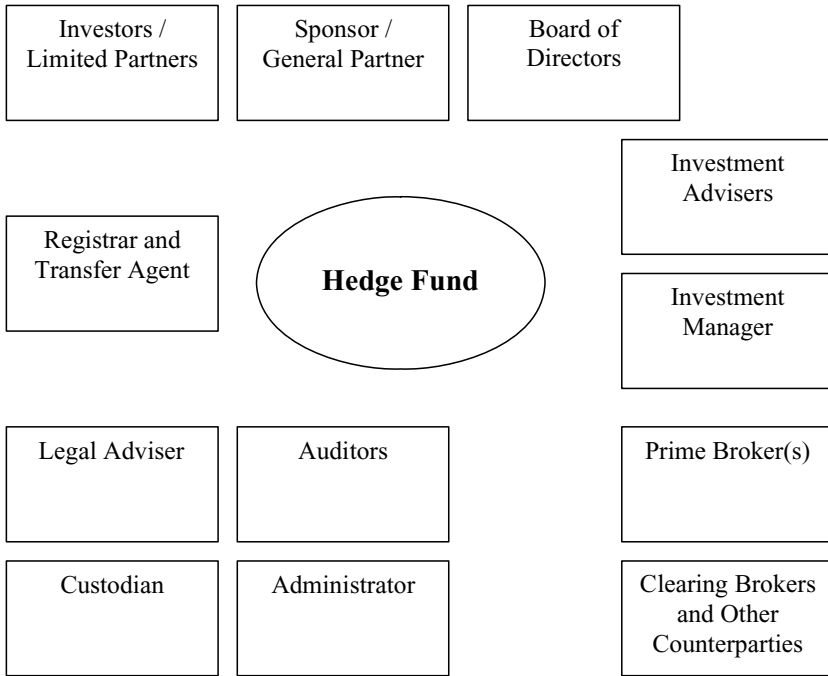 Investors /
Limited Partners
Sponsor /
General Partner
Board of
Directors
Investment
Advisers
Registrar and
Transfer Agent
Hedge Fund
Investment
Manager
Legal Adviser
Auditors
Prime Broker(s)
Custodian
Administrator
Clearing Brokers
and Other
Counterparties